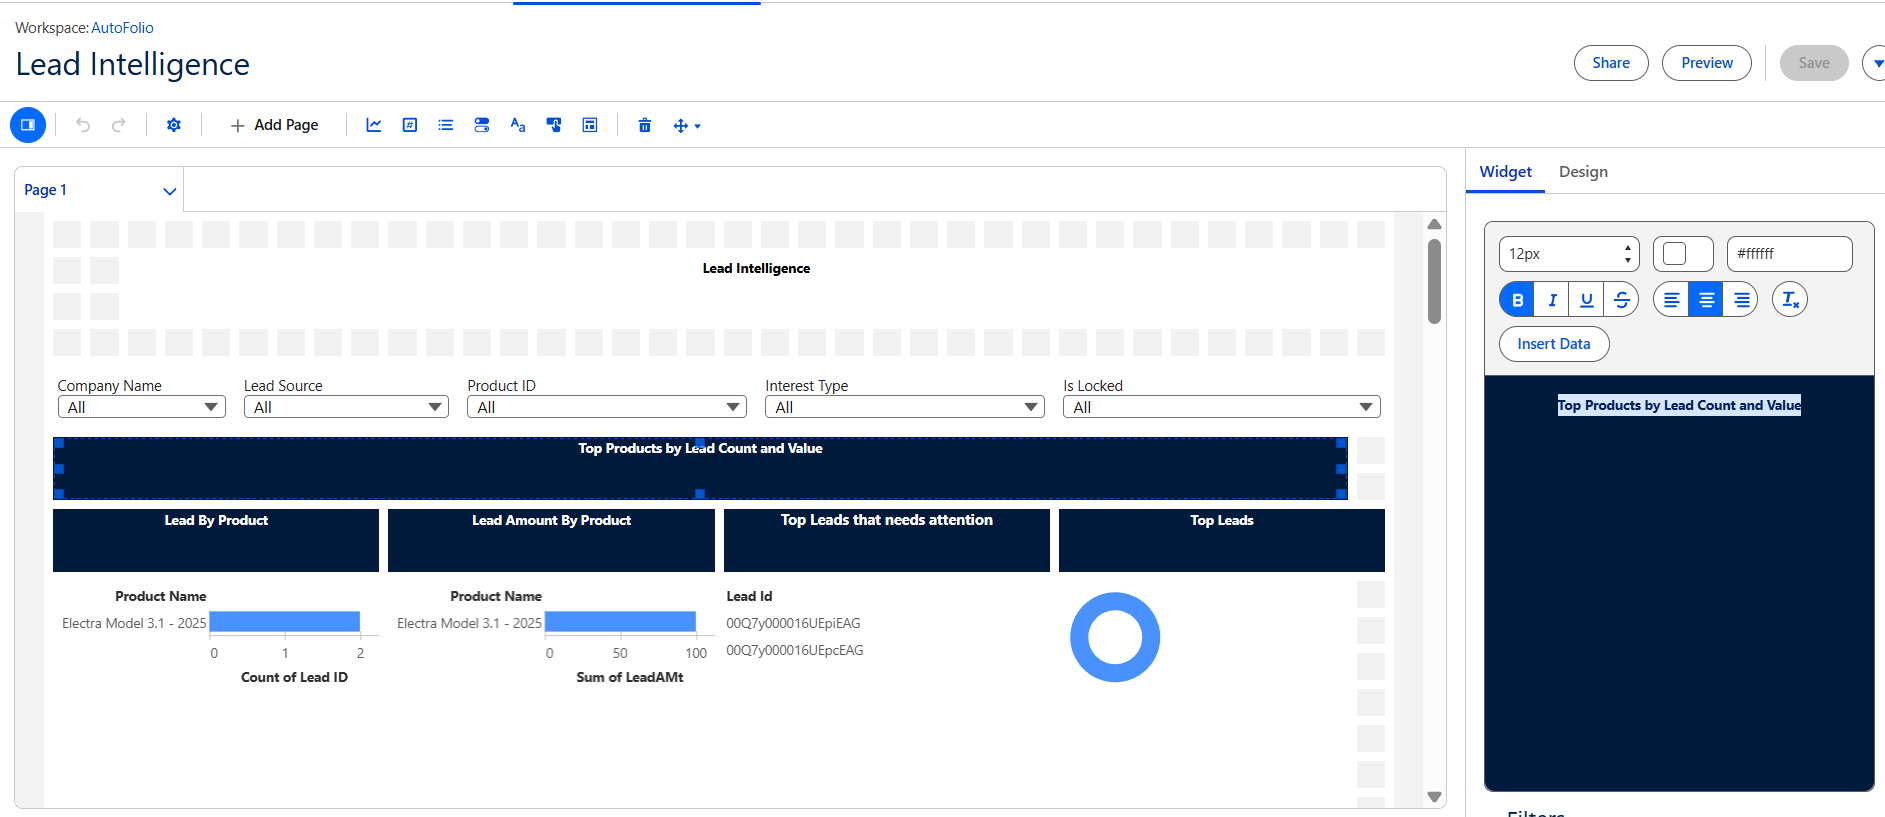 Workspace: AutoFolio
Lead Intelligence
Share Preview Save
Add Page
Widget Design
Page 1
12px #ffffff
B I U S
Insert Data
Lead Intelligence
Company Name Lead Source Product ID Interest Type Is Locked
All All All All All
Top Products by Lead Count and Value
Top Products by Lead Count and Value
Lead By Product Lead Amount By Product Top Leads that needs attention Top Leads
Product Name Product Name Lead Id
Electra Model 3.1 - 2025 Electra Model 3.1 - 2025 00Q7y000016UEpiEAG
0 1 2 0 50 100 00Q7y000016UEpcEAG
Count of Lead ID Sum of LeadAMt
Filters